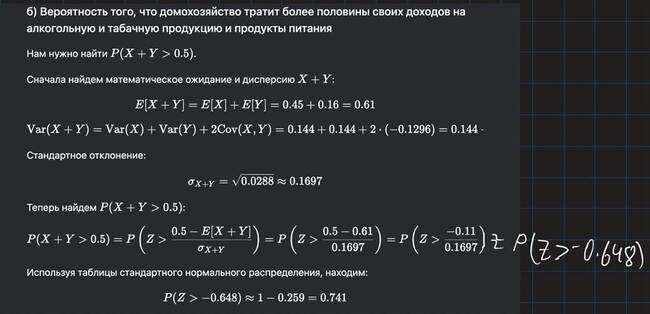 б) Вероятность того, что домохозяйство тратит более половины своих доходов на
алкогольную и табачную продукцию и продукты питания
Нам нужно найти P(X + Y > 0.5).
Сначала найдем математическое ожидание и дисперсию X + Y:
E[X + Y] = E[X] + E[Y] = 0.45 + 0.16 = 0.61
Var(X + Y) = Var(X) + Var(Y) + 2Cov(X, Y) = 0.144 + 0.144 + 2 · (−0.1296) = 0.144 ·
Стандартное отклонение:
σ_{X+Y} = √0.0288 ≈ 0.1697
Теперь найдем P(X + Y > 0.5):
P(X + Y > 0.5) = P(Z > (0.5 − E[X + Y])/σ_{X+Y}) = P(Z > (0.5 − 0.61)/0.1697) = P(Z > −0.11/0.1697) ≈ P(Z > -0.648)
Используя таблицы стандартного нормального распределения, находим:
P(Z > −0.648) ≈ 1 − 0.259 = 0.741